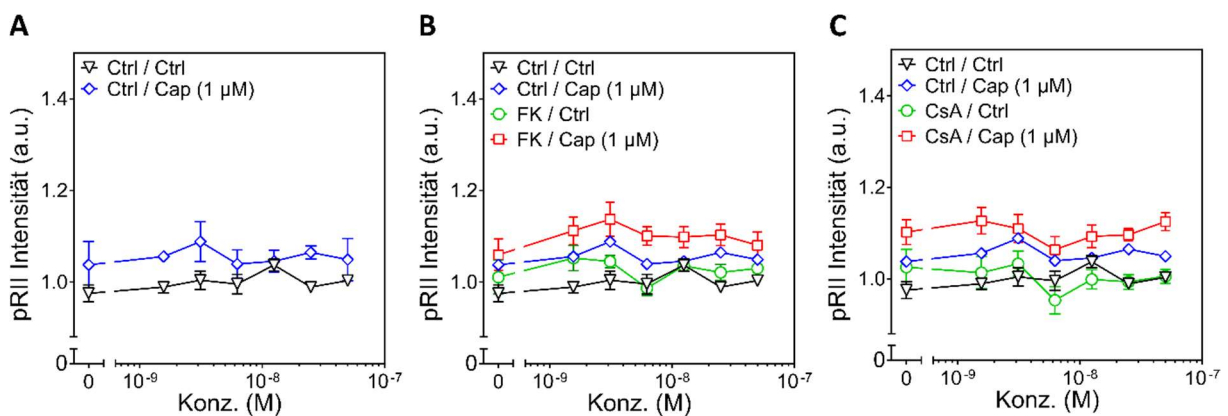 A
pRII Intensität (a.u.)
1.4
1.2
1.0
0
Ctrl / Ctrl
Ctrl / Cap (1 µM)
0
10⁻⁹
10⁻⁸
10⁻⁷
Konz. (M)
B
pRII Intensität (a.u.)
1.4
1.2
1.0
0
Ctrl / Ctrl
Ctrl / Cap (1 µM)
FK / Ctrl
FK / Cap (1 µM)
0
10⁻⁹
10⁻⁸
10⁻⁷
Konz. (M)
C
pRII Intensität (a.u.)
1.4
1.2
1.0
0
Ctrl / Ctrl
Ctrl / Cap (1 µM)
CsA / Ctrl
CsA / Cap (1 µM)
0
10⁻⁹
10⁻⁸
10⁻⁷
Konz. (M)